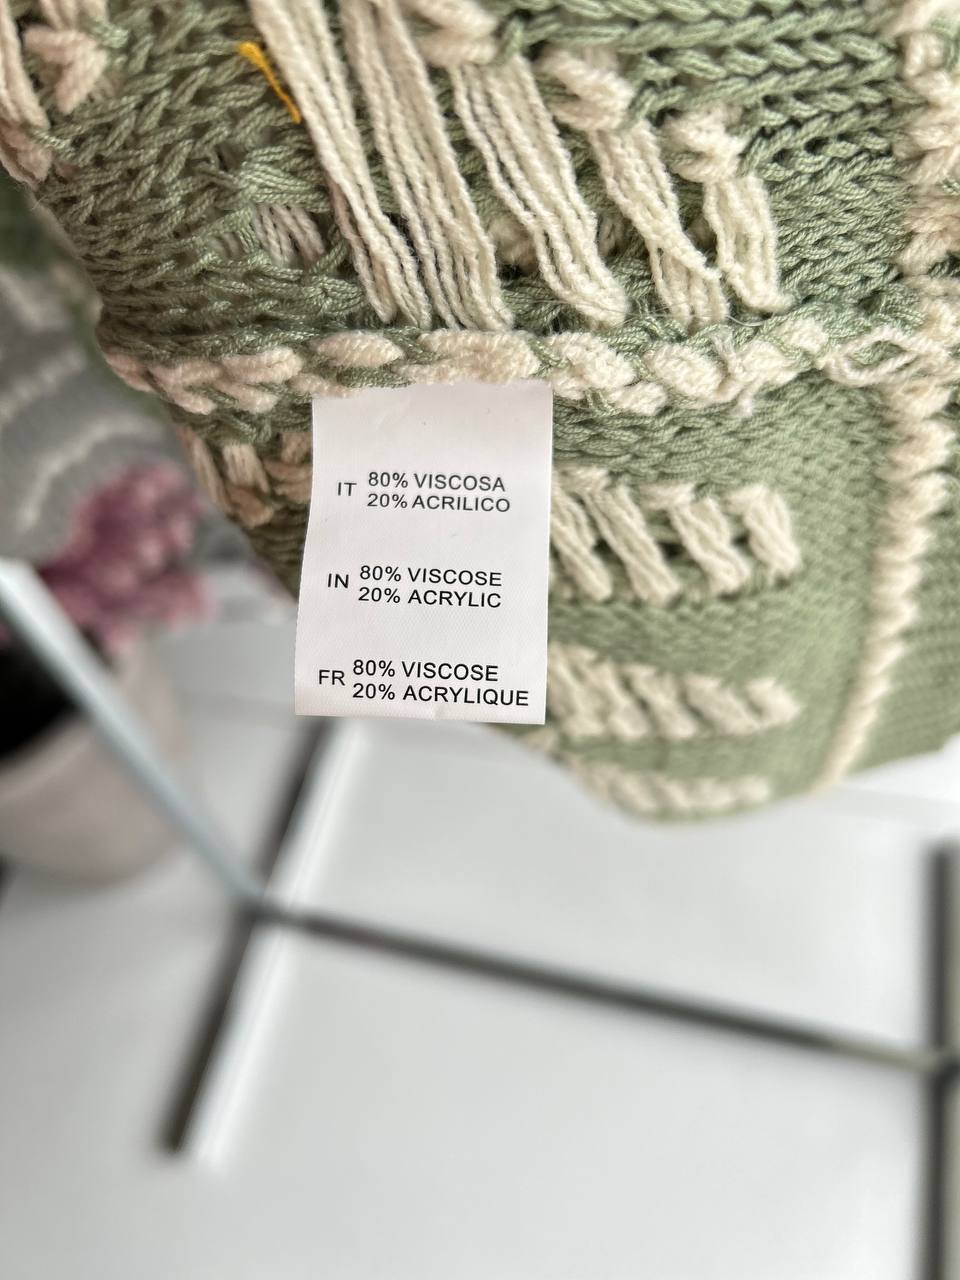 IT 80% VISCOSA
20% ACRILICO
IN 80% VISCOSE
20% ACRYLIC
FR 80% VISCOSE
20% ACRYLIQUE